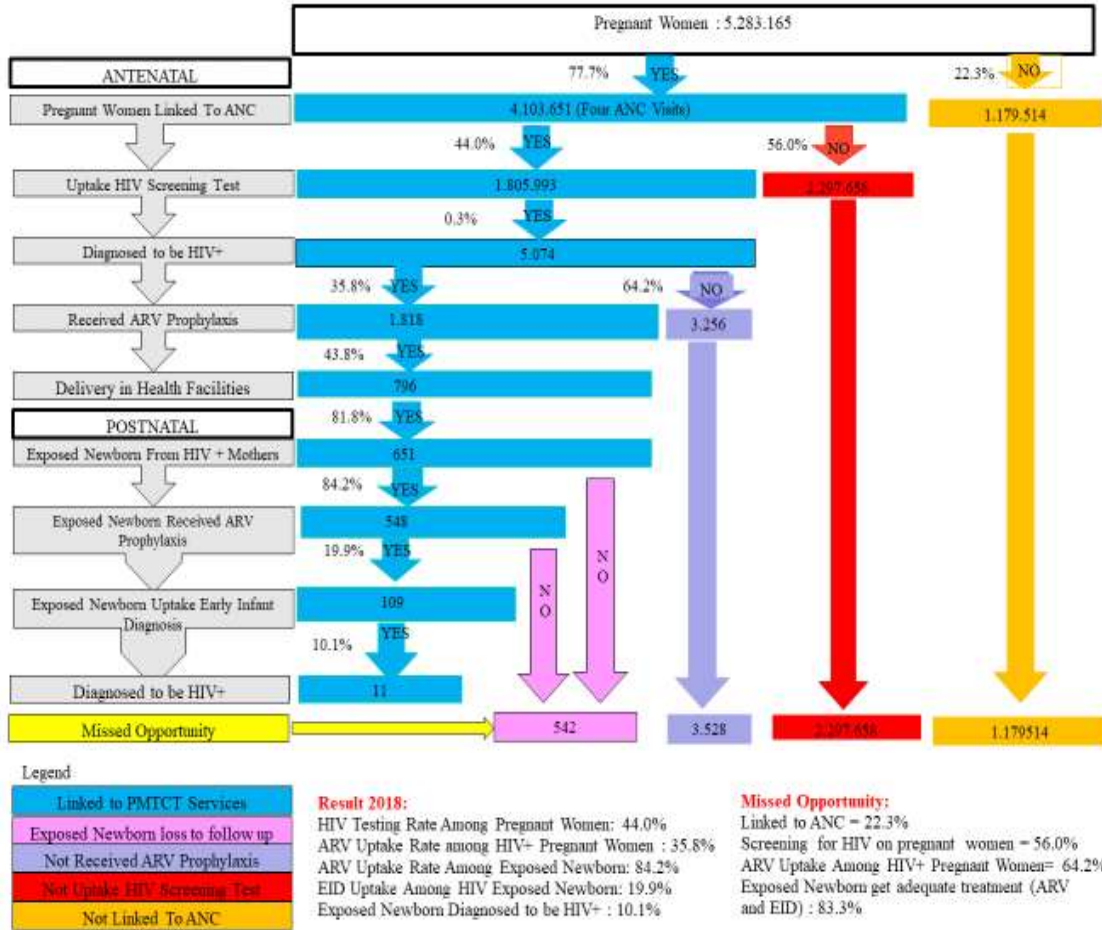 Pregnant Women : 5.283.165
ANTENATAL
77.7%
YES
22.3%
NO
Pregnant Women Linked To ANC
4.103.651 (Four ANC Visits)
1.179.514
44.0%
YES
56.0%
NO
Uptake HIV Screening Test
1.805.993
2.297.658
0.3%
YES
Diagnosed to be HIV+
5.074
35.8%
YES
64.2%
NO
Received ARV Prophylaxis
1.818
3.256
43.8%
YES
Delivery in Health Facilities
796
81.8%
YES
POSTNATAL
Exposed Newborn From HIV + Mothers
651
84.2%
YES
Exposed Newborn Received ARV
Prophylaxis
548
19.9%
YES
NO
NO
Exposed Newborn Uptake Early Infant
Diagnosis
109
10.1%
YES
Diagnosed to be HIV+
11
Missed Opportunity
542
3.528
2.297.658
1.179514
Legend
Linked to PMTCT Services
Exposed Newborn loss to follow up
Not Received ARV Prophylaxis
Not Uptake HIV Screening Test
Not Linked To ANC
Result 2018:
HIV Testing Rate Among Pregnant Women: 44.0%
ARV Uptake Rate among HIV+ Pregnant Women : 35.8%
ARV Uptake Rate Among Exposed Newborn: 84.2%
EID Uptake Among HIV Exposed Newborn: 19.9%
Exposed Newborn Diagnosed to be HIV+ : 10.1%
Missed Opportunity:
Linked to ANC = 22.3%
Screening for HIV on pregnant women = 56.0%
ARV Uptake Among HIV+ Pregnant Women= 64.2%
Exposed Newborn get adequate treatment (ARV
and EID) : 83.3%